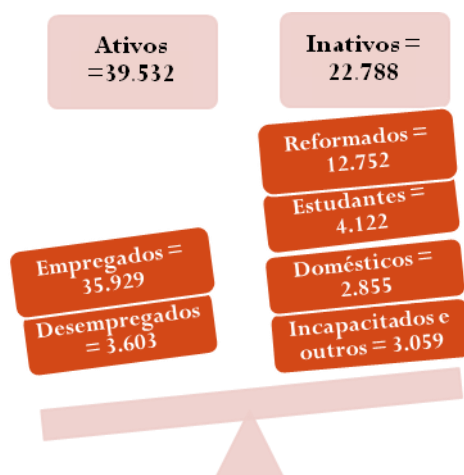 Ativos
=39.532
Inativos =
22.788
Reformados =
12.752
Estudantes =
4.122
Empregados =
35.929
Domésticos =
2.855
Desempregados
= 3.603
Incapacitados e
outros = 3.059